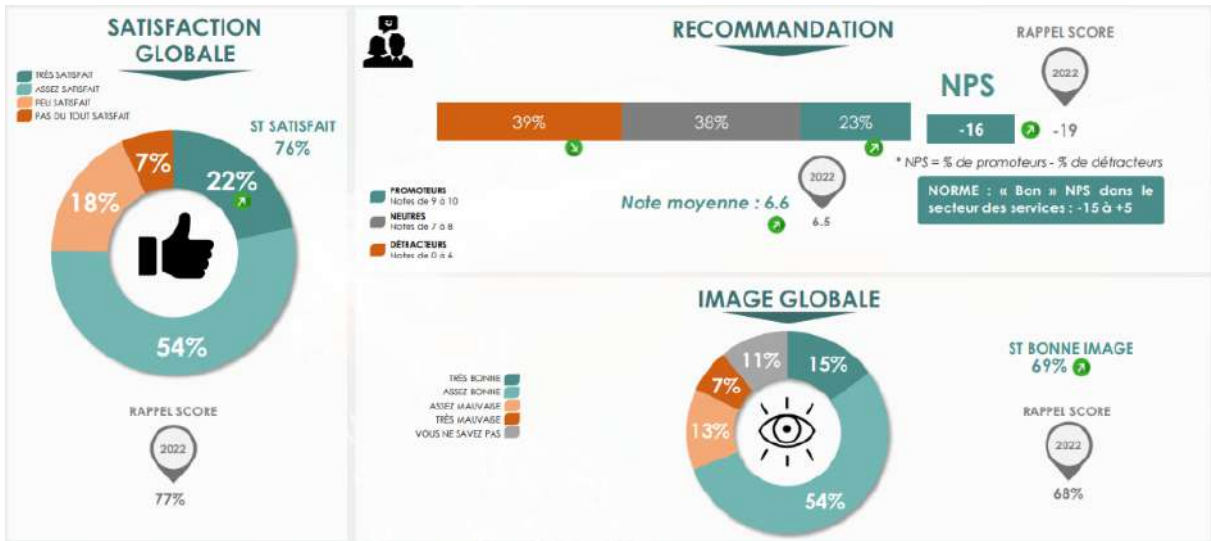 SATISFACTION
GLOBALE
TRÈS SATISFAIT
ASSEZ SATISFAIT
PEU SATISFAIT
PAS DU TOUT SATISFAIT
ST SATISFAIT
76%
7%
22%
18%
54%
RAPPEL SCORE
2022
77%
RECOMMANDATION
39%
38%
23%
NPS
-16
RAPPEL SCORE
2022
-19
* NPS = % de promoteurs - % de détracteurs
NORME : « Bon » NPS dans le
secteur des services : -15 à +5
PROMOTEURS
Notes de 9 à 10
NEUTRES
Notes de 7 à 8
DÉTRACTEURS
Notes de 0 à 6
Note moyenne : 6.6
2022
6.5
IMAGE GLOBALE
TRÈS BONNE
ASSEZ BONNE
ASSEZ MAUVAISE
TRÈS MAUVAISE
VOUS NE SAVEZ PAS
11%
15%
7%
13%
54%
ST BONNE IMAGE
69%
RAPPEL SCORE
2022
68%